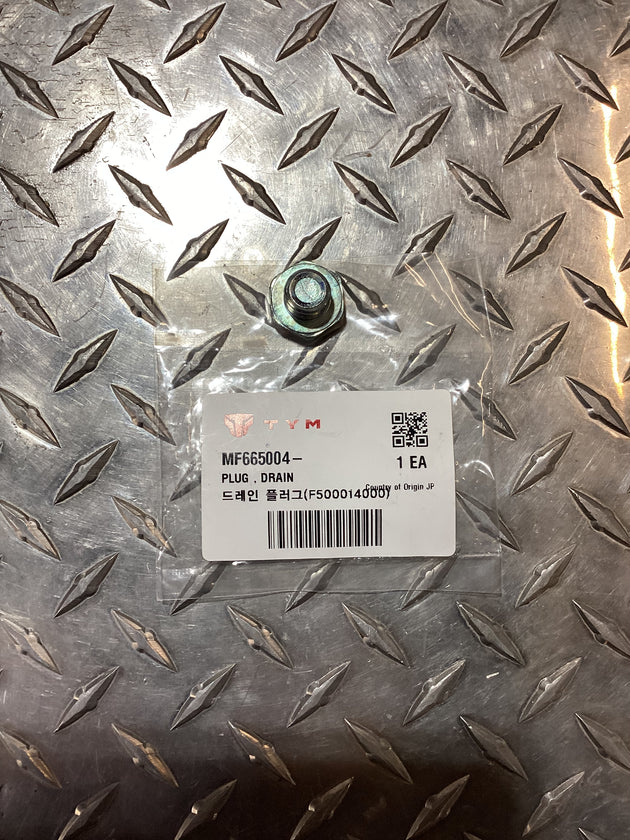 TYM
MF665004-
1 EA
PLUG , DRAIN
Country of Origin JP
드레인 플러그(F500014000)